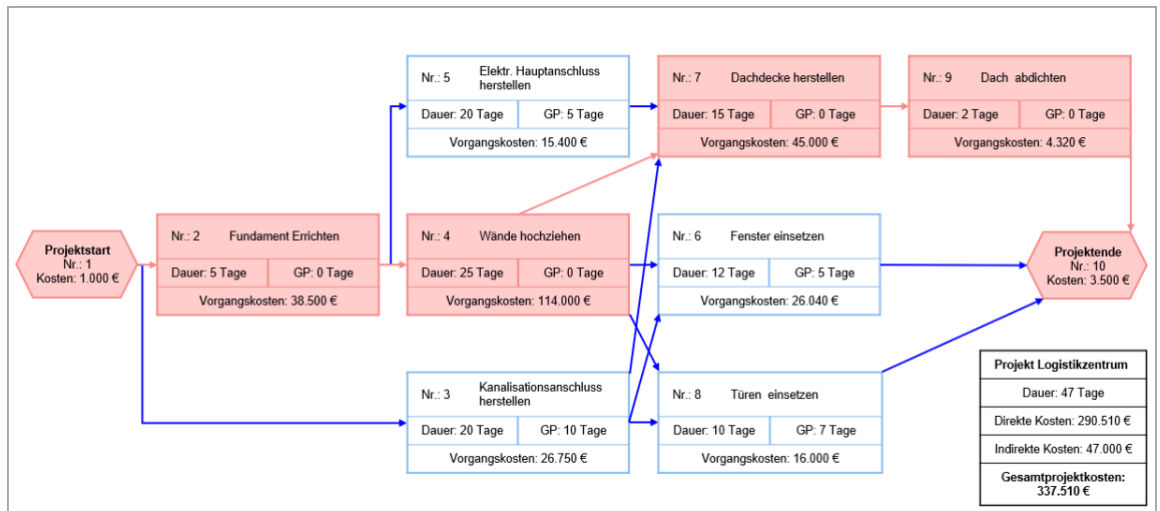 Nr.: 5 Elektr. Hauptanschluss
herstellen
Dauer: 20 Tage GP: 5 Tage
Vorgangskosten: 15.400 €
Nr.: 7 Dachdecke herstellen
Dauer: 15 Tage GP: 0 Tage
Vorgangskosten: 45.000 €
Nr.: 9 Dach abdichten
Dauer: 2 Tage GP: 0 Tage
Vorgangskosten: 4.320 €
Projektstart
Nr.: 1
Kosten: 1.000 €
Nr.: 2 Fundament Errichten
Dauer: 5 Tage GP: 0 Tage
Vorgangskosten: 38.500 €
Nr.: 4 Wände hochziehen
Dauer: 25 Tage GP: 0 Tage
Vorgangskosten: 114.000 €
Nr.: 6 Fenster einsetzen
Dauer: 12 Tage GP: 5 Tage
Vorgangskosten: 26.040 €
Projektende
Nr.: 10
Kosten: 3.500 €
Nr.: 3 Kanalisationsanschluss
herstellen
Dauer: 20 Tage GP: 10 Tage
Vorgangskosten: 26.750 €
Nr.: 8 Türen einsetzen
Dauer: 10 Tage GP: 7 Tage
Vorgangskosten: 16.000 €
Projekt Logistikzentrum
Dauer: 47 Tage
Direkte Kosten: 290.510 €
Indirekte Kosten: 47.000 €
Gesamtprojektkosten:
337.510 €